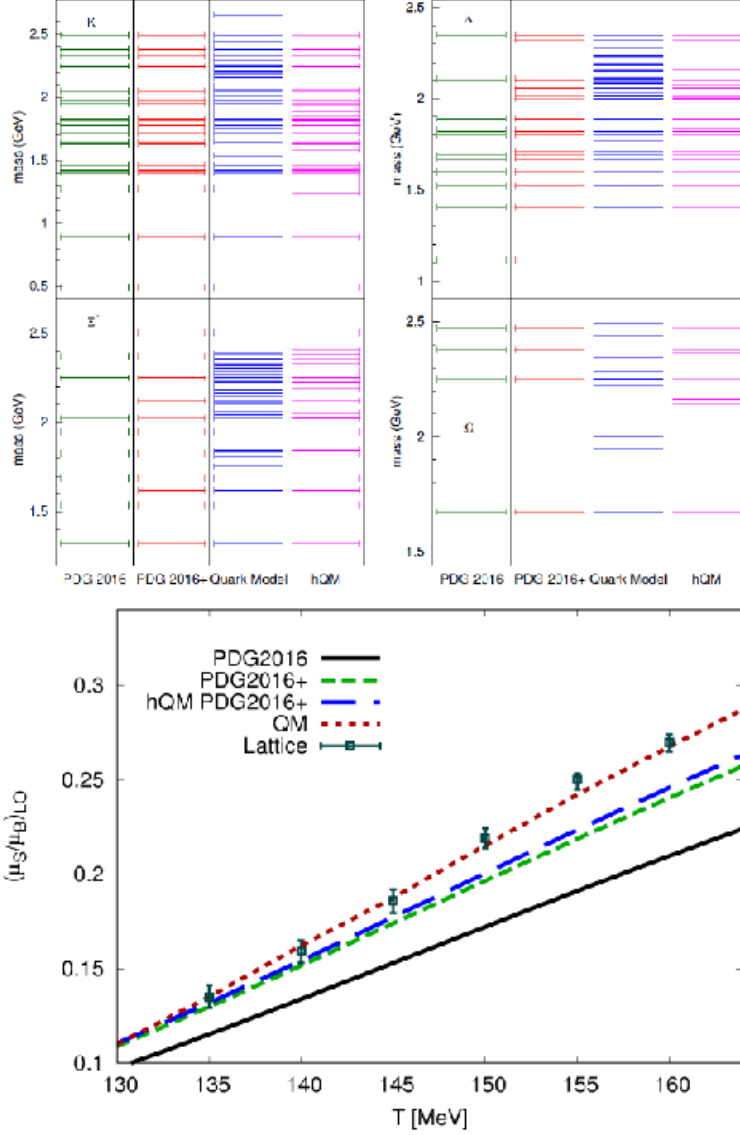 K
Λ
mass (GeV)
2.5
2
1.5
1
0.5
mass (GeV)
2.5
2
1.5
1
Ξ
mass (GeV)
2.5
2
1.5
Ω
mass (GeV)
2.5
2
1.5
PDG 2016 PDG 2016+ Quark Model hQM
PDG 2016 PDG 2016+ Quark Model hQM
PDG2016
PDG2016+
hQM PDG2016+
QM
Lattice
(μS/μB)LO
0.3
0.25
0.2
0.15
0.1
130 135 140 145 150 155 160
T [MeV]